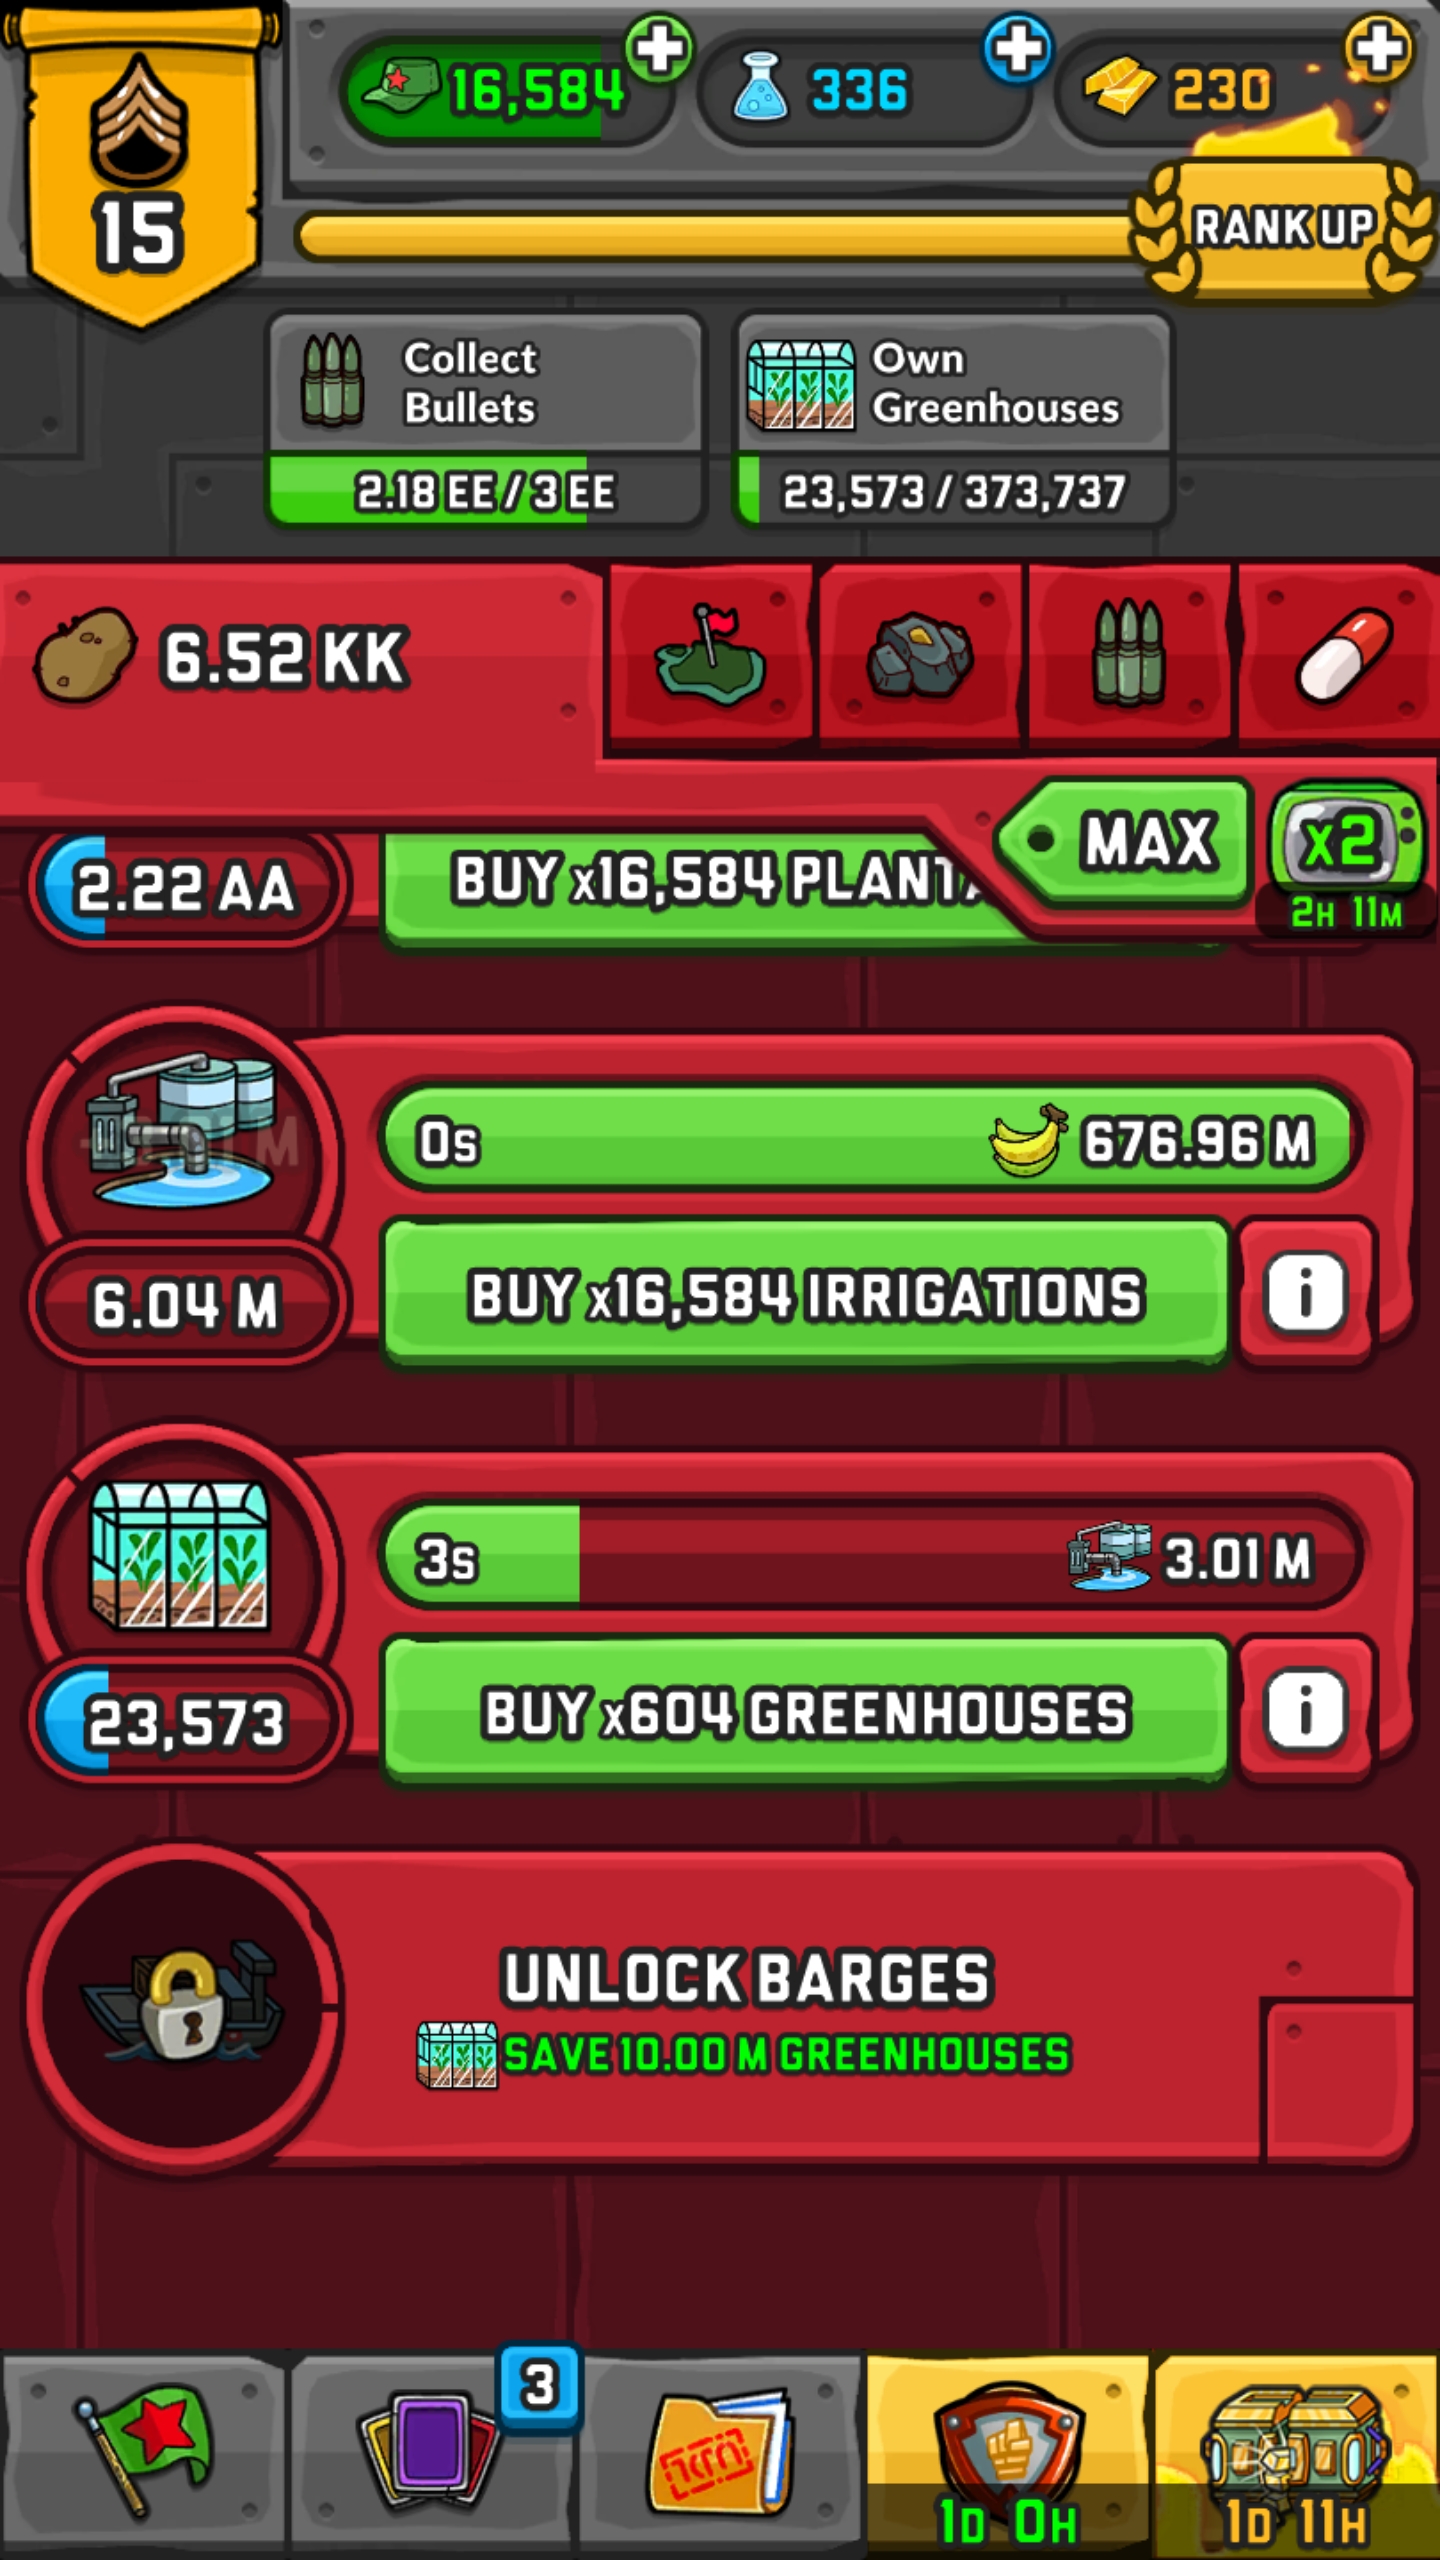 15
16,584
336
230
RANK UP
Collect
Bullets
2.18 EE / 3 EE
Own
Greenhouses
23,573 / 373,737
6.52 KK
MAX
x2
2H 11M
2.22 AA
BUY x16,584
0s
676.96 M
6.04 M
BUY x16,584 IRRIGATIONS
i
3s
3.01 M
23,573
BUY x604 GREENHOUSES
i
UNLOCK BARGES
SAVE 10.00 M GREENHOUSES
3
1D 0H
1D 11H